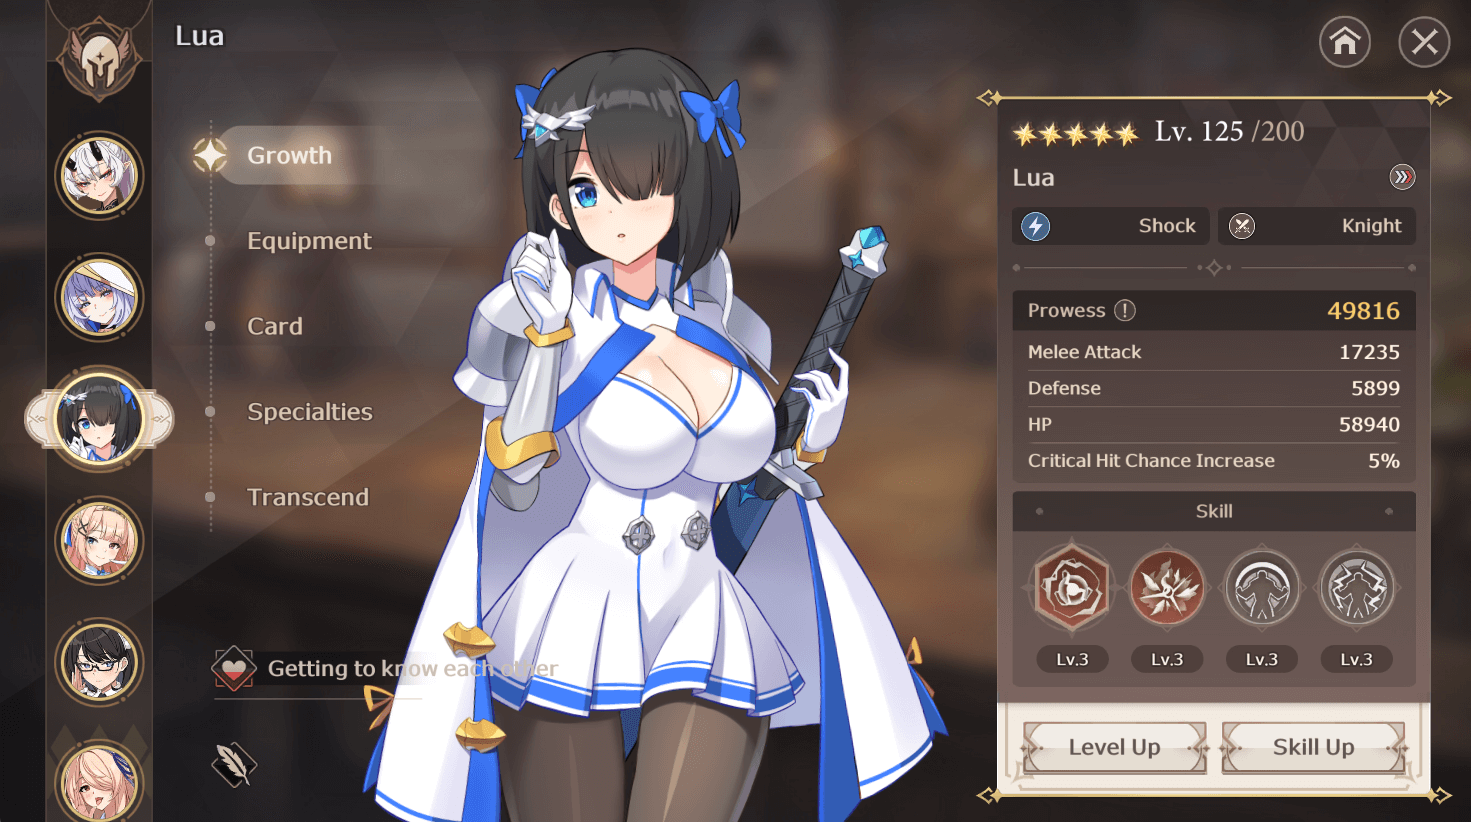 Lua
Growth
Equipment
Card
Specialties
Transcend
Getting to know each other
Lv. 125 /200
Lua
Shock
Knight
Prowess 49816
Melee Attack 17235
Defense 5899
HP 58940
Critical Hit Chance Increase 5%
Skill
Lv.3 Lv.3 Lv.3 Lv.3
Level Up Skill Up